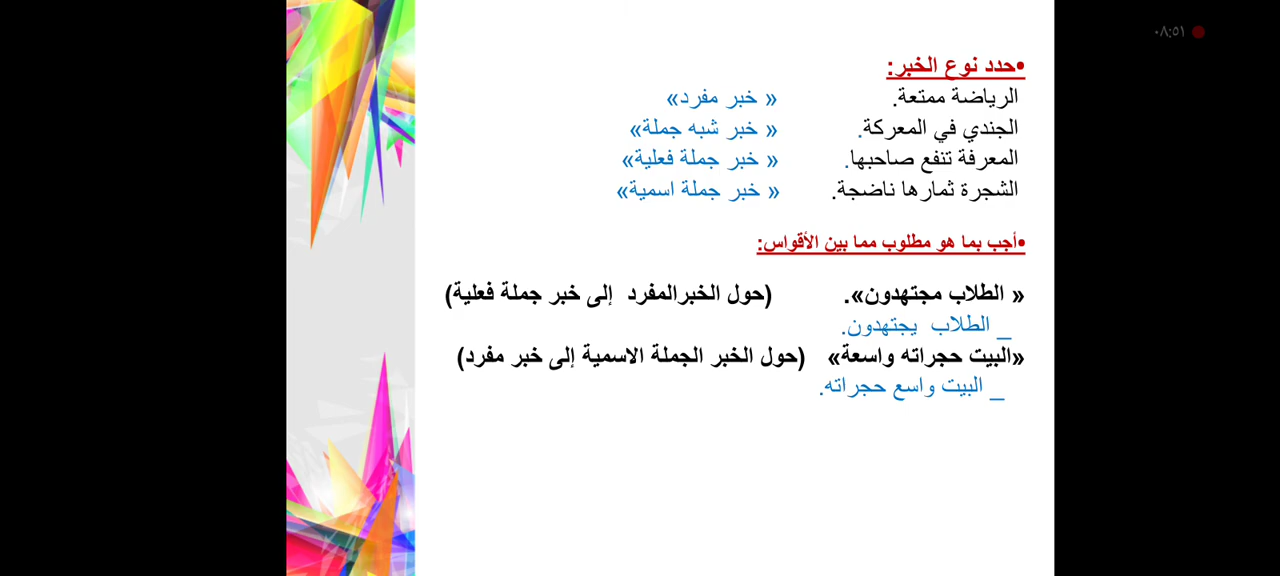 ٠٨:٥١
•حدد نوع الخبر:
الرياضة ممتعة. « خبر مفرد»
الجندي في المعركة. « خبر شبه جملة»
المعرفة تنفع صاحبها. « خبر جملة فعلية»
الشجرة ثمارها ناضجة. « خبر جملة اسمية»
•أجب بما هو مطلوب مما بين الأقواس:
« الطلاب مجتهدون». (حول الخبرالمفرد إلى خبر جملة فعلية)
_ الطلاب يجتهدون.
«البيت حجراته واسعة» (حول الخبر الجملة الاسمية إلى خبر مفرد)
_ البيت واسع حجراته.